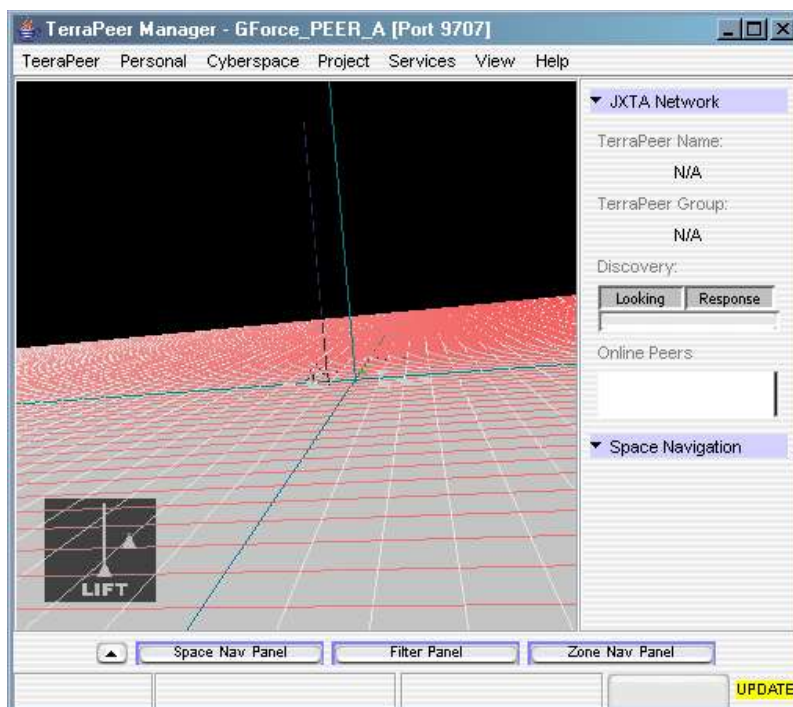 TerraPeer Manager - GForce_PEER_A [Port 9707]
TeeraPeer Personal Cyberspace Project Services View Help
JXTA Network
TerraPeer Name:
N/A
TerraPeer Group:
N/A
Discovery:
Looking Response
Online Peers
Space Navigation
LIFT
Space Nav Panel Filter Panel Zone Nav Panel
UPDATE